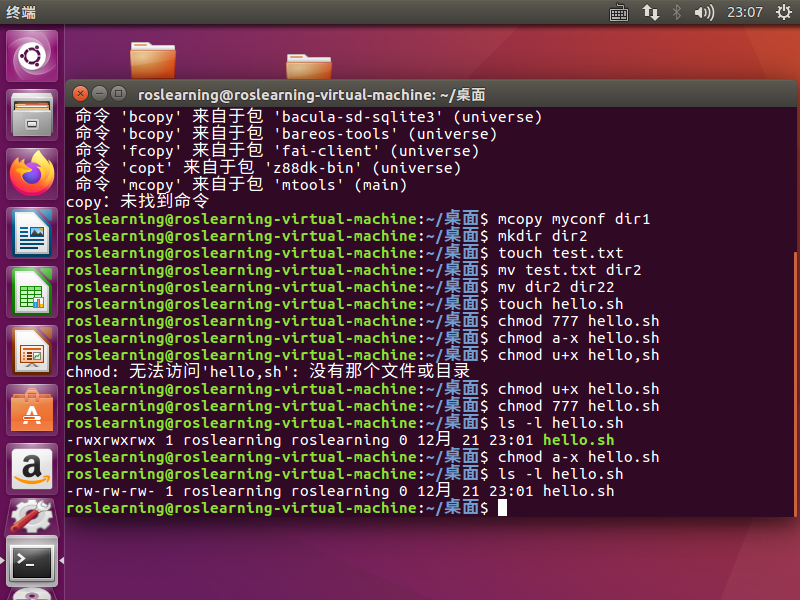 终端
23:07
roslearning@roslearning-virtual-machine: ~/桌面
命令 'bcopy' 来自于包 'bacula-sd-sqlite3' (universe)
命令 'bcopy' 来自于包 'bareos-tools' (universe)
命令 'fcopy' 来自于包 'fai-client' (universe)
命令 'copt' 来自于包 'z88dk-bin' (universe)
命令 'mcopy' 来自于包 'mtools' (main)
copy：未找到命令
roslearning@roslearning-virtual-machine:~/桌面$ mcopy myconf dir1
roslearning@roslearning-virtual-machine:~/桌面$ mkdir dir2
roslearning@roslearning-virtual-machine:~/桌面$ touch test.txt
roslearning@roslearning-virtual-machine:~/桌面$ mv test.txt dir2
roslearning@roslearning-virtual-machine:~/桌面$ mv dir2 dir22
roslearning@roslearning-virtual-machine:~/桌面$ touch hello.sh
roslearning@roslearning-virtual-machine:~/桌面$ chmod 777 hello.sh
roslearning@roslearning-virtual-machine:~/桌面$ chmod a-x hello.sh
roslearning@roslearning-virtual-machine:~/桌面$ chmod u+x hello,sh
chmod: 无法访问'hello,sh': 没有那个文件或目录
roslearning@roslearning-virtual-machine:~/桌面$ chmod u+x hello.sh
roslearning@roslearning-virtual-machine:~/桌面$ chmod 777 hello.sh
roslearning@roslearning-virtual-machine:~/桌面$ ls -l hello.sh
-rwxrwxrwx 1 roslearning roslearning 0 12月 21 23:01 hello.sh
roslearning@roslearning-virtual-machine:~/桌面$ chmod a-x hello.sh
roslearning@roslearning-virtual-machine:~/桌面$ ls -l hello.sh
-rw-rw-rw- 1 roslearning roslearning 0 12月 21 23:01 hello.sh
roslearning@roslearning-virtual-machine:~/桌面$